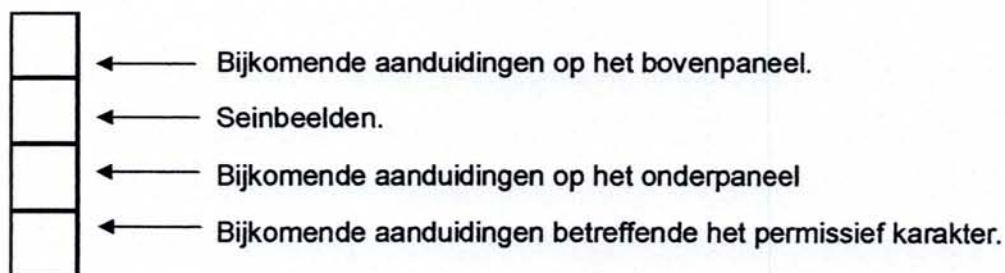 Bijkomende aanduidingen op het bovenpaneel.
Seinbeelden.
Bijkomende aanduidingen op het onderpaneel
Bijkomende aanduidingen betreffende het permissief karakter.